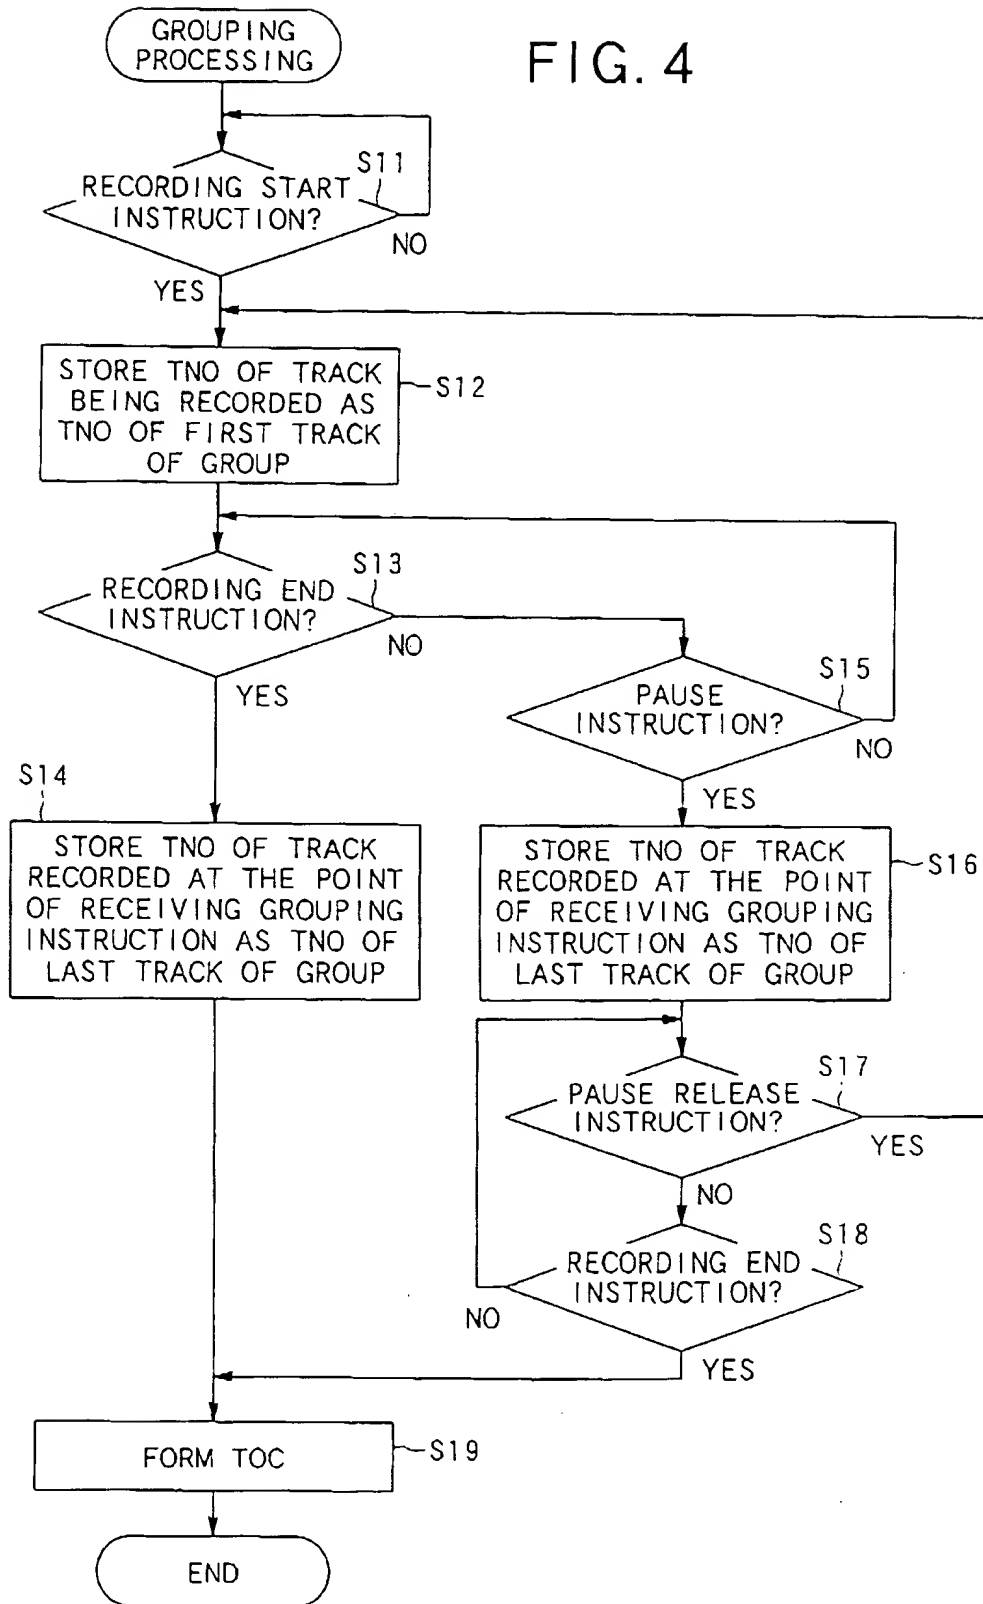 GROUPING
PROCESSING
FIG. 4
S11
RECORDING START
INSTRUCTION?
NO
YES
STORE TNO OF TRACK
BEING RECORDED AS
TNO OF FIRST TRACK
OF GROUP
S12
S13
RECORDING END
INSTRUCTION?
NO
YES
S15
PAUSE
INSTRUCTION?
NO
YES
S14
STORE TNO OF TRACK
RECORDED AT THE POINT
OF RECEIVING GROUPING
INSTRUCTION AS TNO OF
LAST TRACK OF GROUP
STORE TNO OF TRACK
RECORDED AT THE POINT
OF RECEIVING GROUPING
INSTRUCTION AS TNO OF
LAST TRACK OF GROUP
S16
S17
PAUSE RELEASE
INSTRUCTION?
YES
NO
S18
RECORDING END
INSTRUCTION?
NO
YES
FORM TOC
S19
END